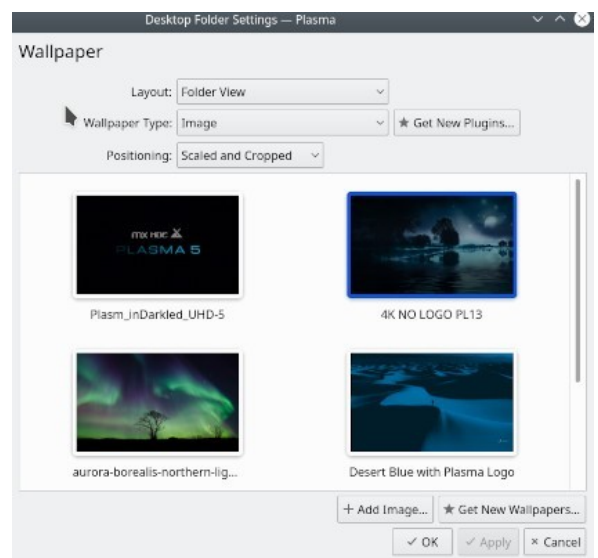 Desktop Folder Settings — Plasma
Wallpaper
Layout: Folder View
Wallpaper Type: Image ★ Get New Plugins...
Positioning: Scaled and Cropped
PLASMA 5
Plasm_inDarkled_UHD-5 4K NO LOGO PL13
aurora-borealis-northern-lig... Desert Blue with Plasma Logo
+ Add Image... ★ Get New Wallpapers...
✓ OK ✓ Apply × Cancel